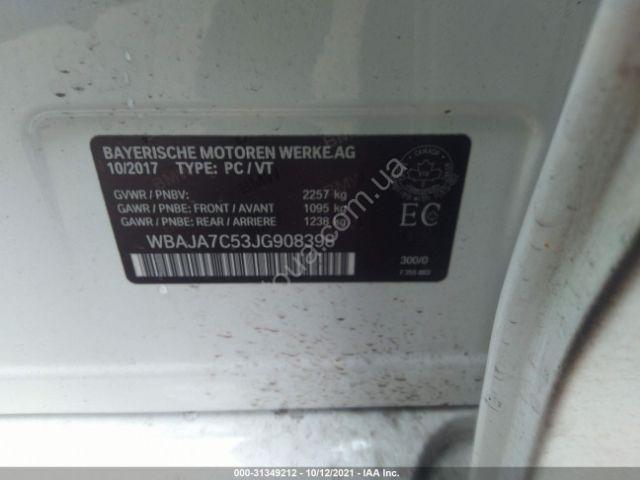 BAYERISCHE MOTOREN WERKE AG
10/2017 TYPE: PC / VT
GVWR / PNBV: 2257 kg
GAWR / PNBE: FRONT / AVANT 1095 kg
GAWR / PNBE: REAR / ARRIERE 1238 kg
WBAJA7C53JG908398
CANADA
EC
300/0
000-31349212 - 10/12/2021 - IAA Inc.